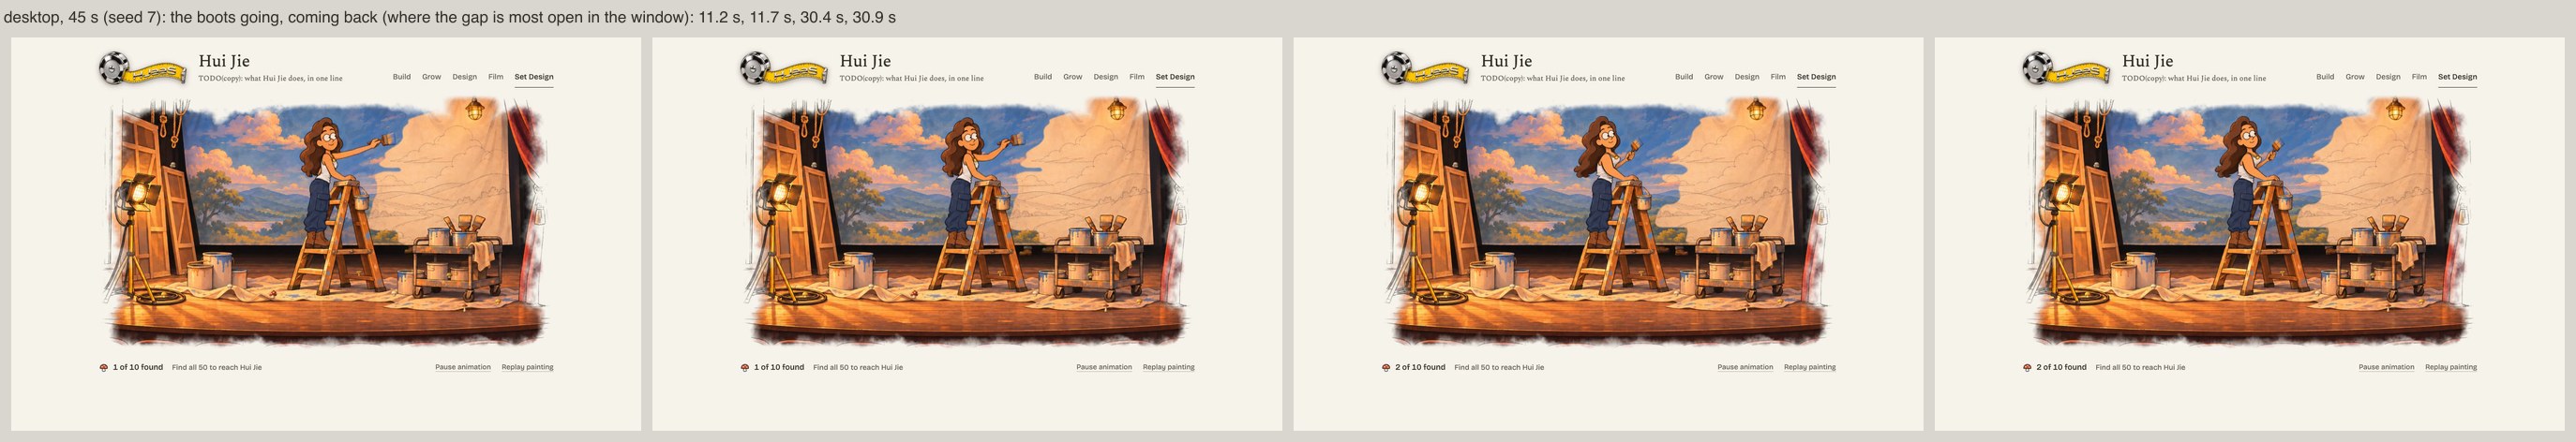 desktop, 45 s (seed 7): the boots going, coming back (where the gap is most open in the window): 11.2 s, 11.7 s, 30.4 s, 30.9 s
Hui Jie
TODO(copy): what Hui Jie does, in one line
Build Grow Design Film Set Design
1 of 10 found Find all 50 to reach Hui Jie
Pause animation Replay painting
Hui Jie
TODO(copy): what Hui Jie does, in one line
Build Grow Design Film Set Design
1 of 10 found Find all 50 to reach Hui Jie
Pause animation Replay painting
Hui Jie
TODO(copy): what Hui Jie does, in one line
Build Grow Design Film Set Design
2 of 10 found Find all 50 to reach Hui Jie
Pause animation Replay painting
Hui Jie
TODO(copy): what Hui Jie does, in one line
Build Grow Design Film Set Design
2 of 10 found Find all 50 to reach Hui Jie
Pause animation Replay painting